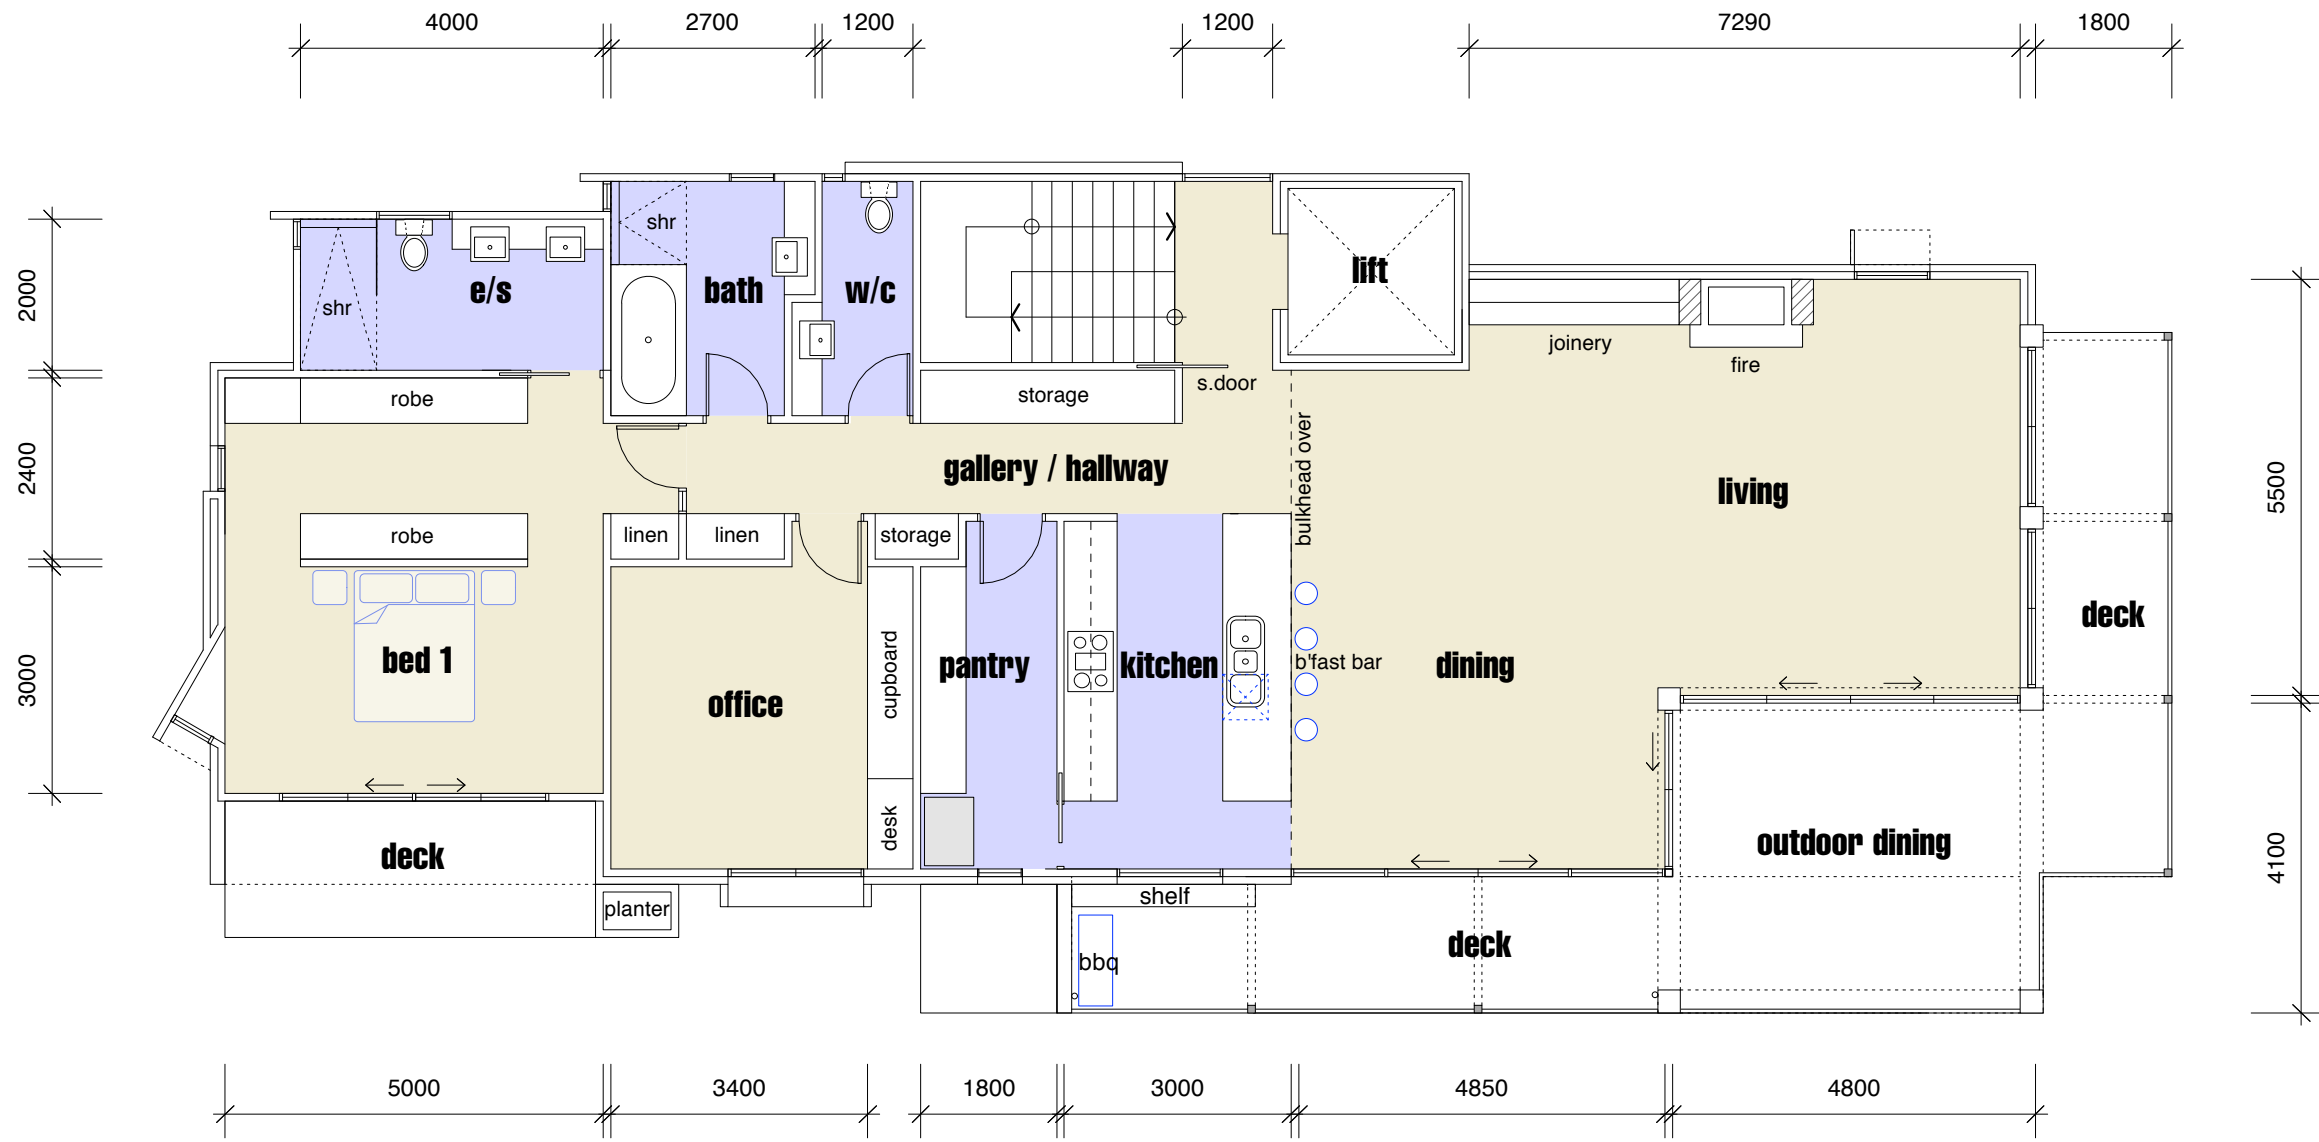 4000
2700
1200
1200
7290
1800
shr
e/s
bath
w/c
lift
2000
shr
joinery
fire
robe
storage
s.door
bulkhead over
2400
gallery / hallway
living
5500
robe
linen
linen
storage
3000
bed 1
office
cupboard
pantry
kitchen
b'fast bar
dining
deck
desk
deck
outdoor dining
4100
planter
shelf
bbq
deck
5000
3400
1800
3000
4850
4800